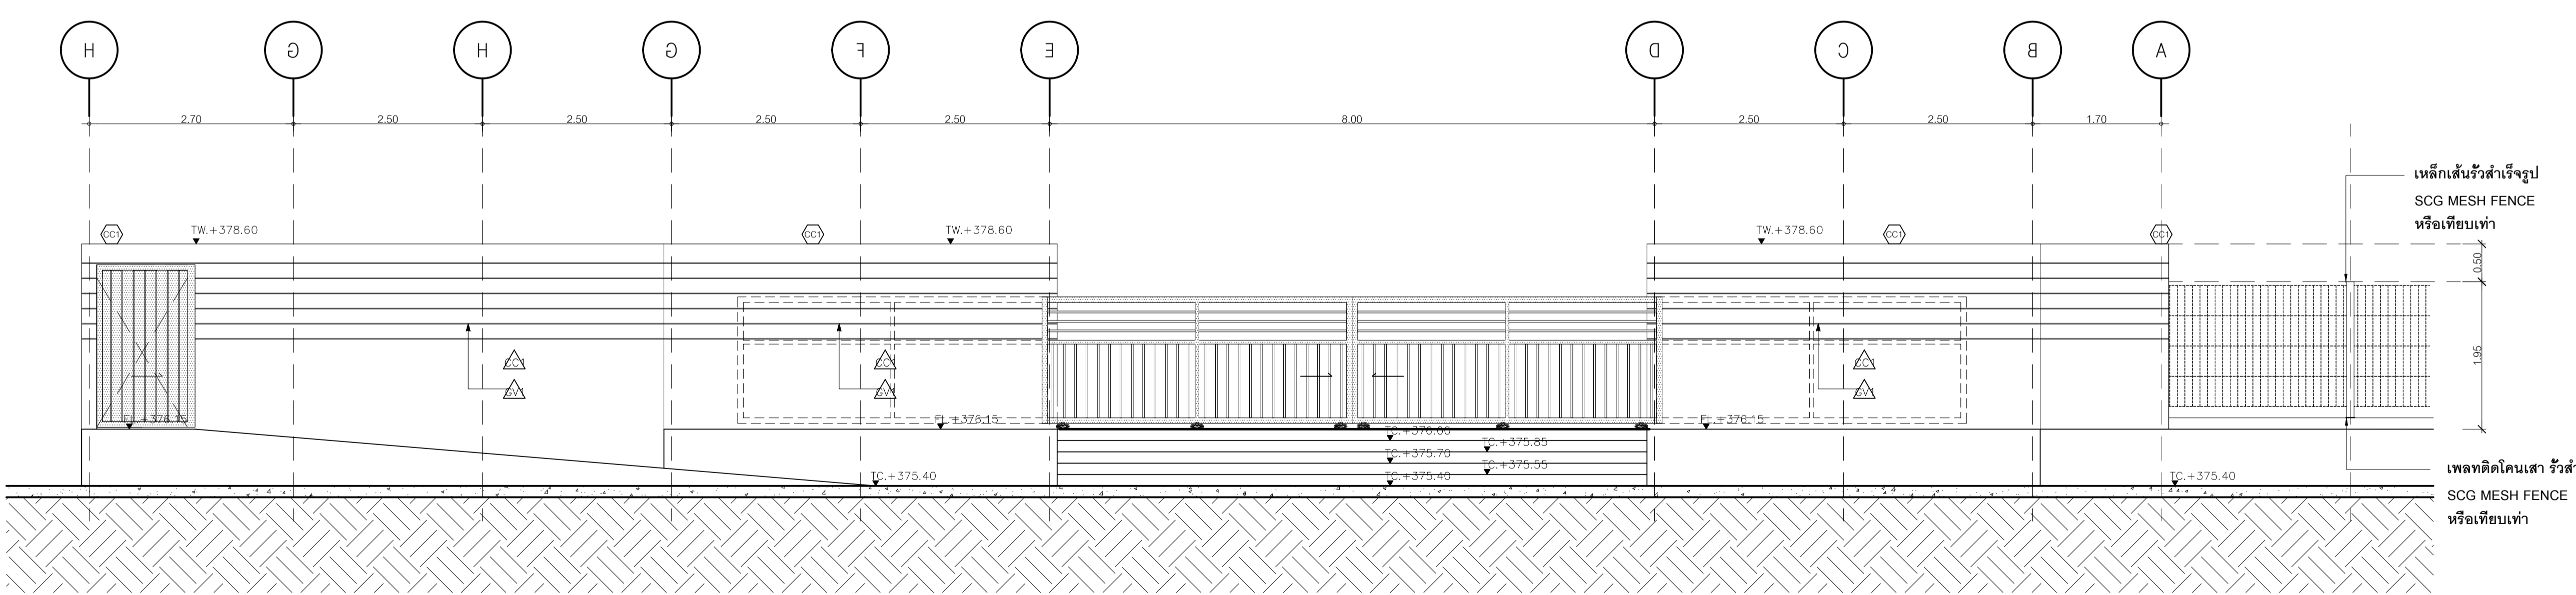 H G H G F E D C B A
2.70 2.50 2.50 2.50 2.50 8.00 2.50 2.50 1.70
เหล็กเส้นรั้วสำเร็จรูป
SCG MESH FENCE
หรือเทียบเท่า
CC1 TW.+378.60 CC1 TW.+378.60 TW.+378.60 CC1 CC1
0.50
1.95
CC1 CC1 CC1
GV1 GV1 GV1
FL.+376.15 FL.+376.15 FL.+376.15
TC.+376.00
TC.+375.85
TC.+375.70
TC.+375.55
TC.+375.40 TC.+375.40 TC.+375.40
เพลทติดโคนเสา รั้วสำ
SCG MESH FENCE
หรือเทียบเท่า